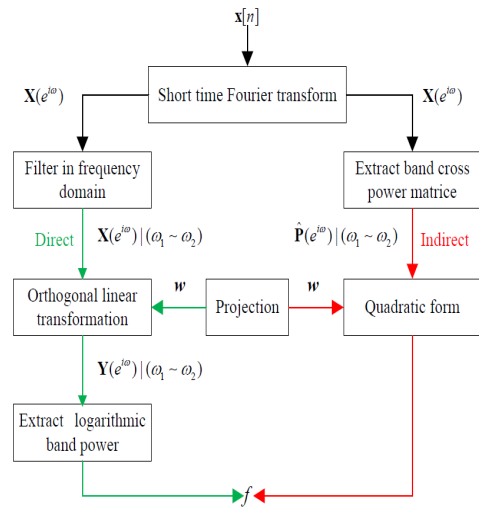 x[n]
X(e^{iω})
Short time Fourier transform
X(e^{iω})
Filter in frequency
domain
Extract band cross
power matrice
Direct
X(e^{iω}) | (ω₁ ~ ω₂)
P̂(e^{iω}) | (ω₁ ~ ω₂)
Indirect
Orthogonal linear
transformation
w
Projection
w
Quadratic form
Y(e^{iω}) | (ω₁ ~ ω₂)
Extract logarithmic
band power
f